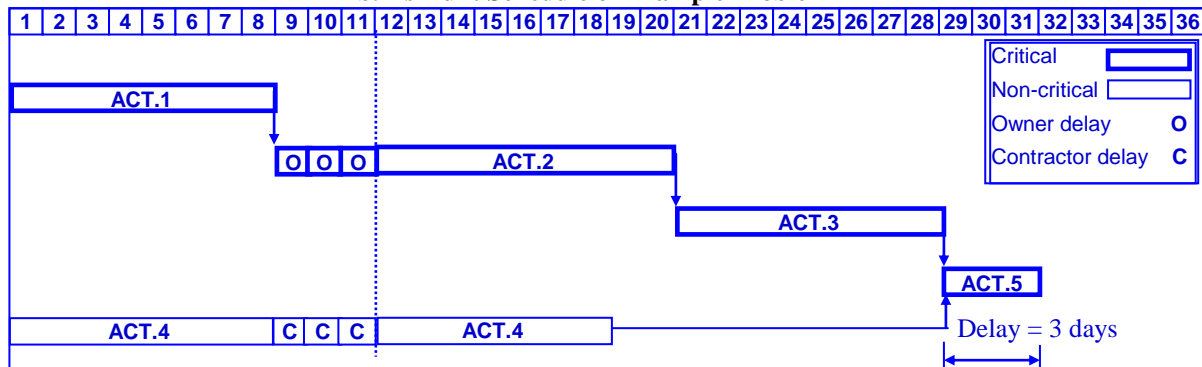 1 2 3 4 5 6 7 8 9 10 11 12 13 14 15 16 17 18 19 20 21 22 23 24 25 26 27 28 29 30 31 32 33 34 35 36
Critical
Non-critical
Owner delay O
Contractor delay C
ACT.1
O O O ACT.2
ACT.3
ACT.5
ACT.4 C C C ACT.4
Delay = 3 days